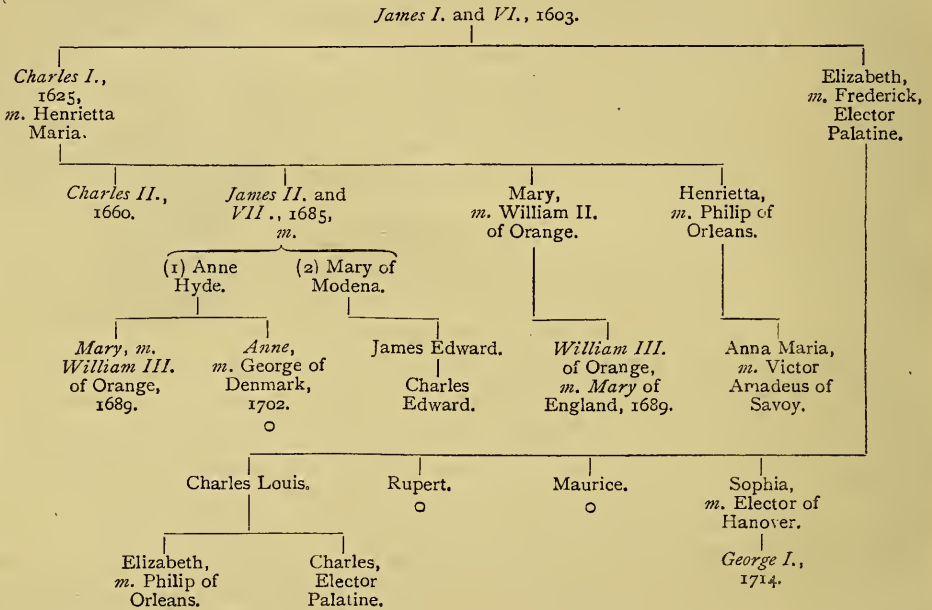 James I. and VI., 1603.
Charles I.,
1625,
m. Henrietta
Maria.
Elizabeth,
m. Frederick,
Elector
Palatine.
Charles II.,
1660.
James II. and
VII., 1685,
m.
Mary,
m. William II.
of Orange.
Henrietta,
m. Philip of
Orleans.
(1) Anne
Hyde.
(2) Mary of
Modena.
Mary, m.
William III.
of Orange,
1689.
Anne,
m. George of
Denmark,
1702.
o
James Edward.
Charles
Edward.
William III.
of Orange,
m. Mary of
England, 1689.
Anna Maria,
m. Victor
Amadeus of
Savoy.
Charles Louis.
Rupert.
o
Maurice.
o
Sophia,
m. Elector of
Hanover.
George I.,
1714.
Elizabeth,
m. Philip of
Orleans.
Charles,
Elector
Palatine.